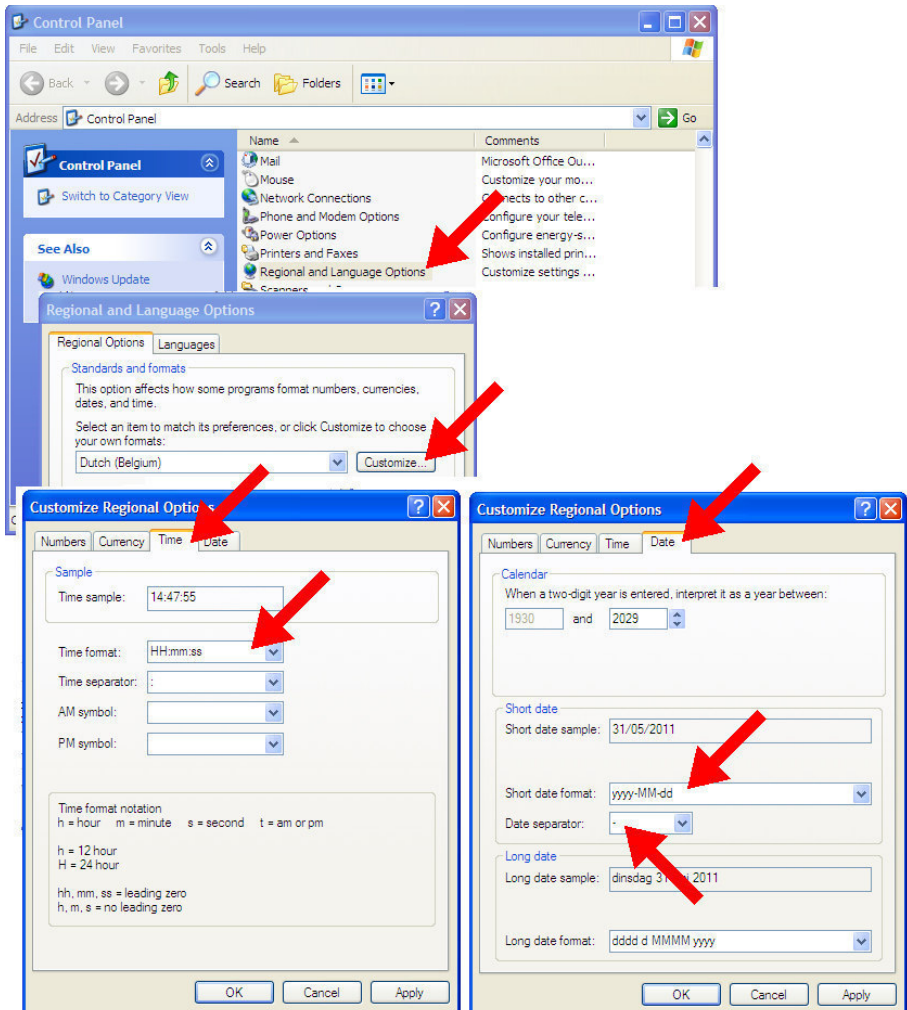 Control Panel
File Edit View Favorites Tools Help
Back Search Folders
Address Control Panel Go
Name Comments
Control Panel
Switch to Category View
See Also
Windows Update
Mail Microsoft Office Ou...
Mouse Customize your mo...
Network Connections Connects to other c...
Phone and Modem Options Configure your tele...
Power Options Configure energy-s...
Printers and Faxes Shows installed prin...
Regional and Language Options Customize settings ...
Regional and Language Options
Regional Options Languages
Standards and formats
This option affects how some programs format numbers, currencies,
dates, and time.
Select an item to match its preferences, or click Customize to choose
your own formats:
Dutch (Belgium) Customize...
Customize Regional Options
Numbers Currency Time Date
Sample
Time sample: 14:47:55
Time format: HH:mm:ss
Time separator: :
AM symbol:
PM symbol:
Time format notation
h = hour m = minute s = second t = am or pm
h = 12 hour
H = 24 hour
hh, mm, ss = leading zero
h, m, s = no leading zero
OK Cancel Apply
Customize Regional Options
Numbers Currency Time Date
Calendar
When a two-digit year is entered, interpret it as a year between:
1930 and 2029
Short date
Short date sample: 31/05/2011
Short date format: yyyy-MM-dd
Date separator: -
Long date
Long date sample: dinsdag 31 2011
Long date format: dddd d MMMM yyyy
OK Cancel Apply